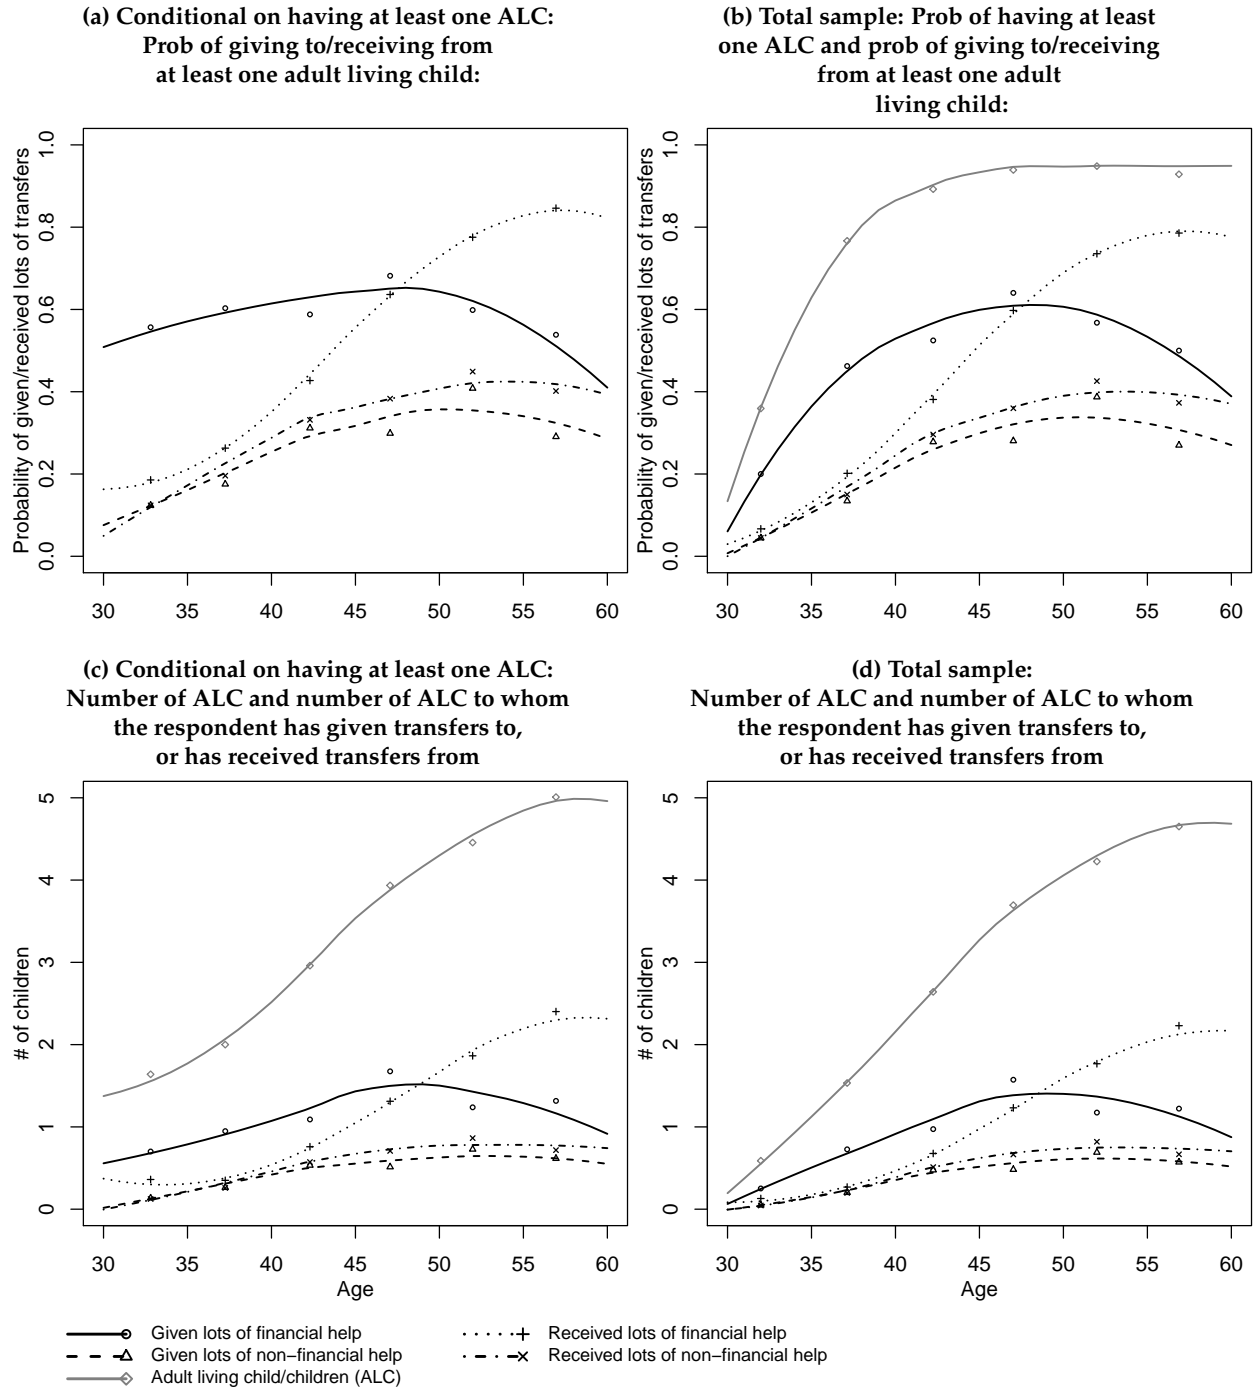 (a) Conditional on having at least one ALC:
Prob of giving to/receiving from
at least one adult living child:
Probability of given/received lots of transfers
0.0 0.2 0.4 0.6 0.8 1.0
30 35 40 45 50 55 60
(b) Total sample: Prob of having at least
one ALC and prob of giving to/receiving
from at least one adult
living child:
Probability of given/received lots of transfers
0.0 0.2 0.4 0.6 0.8 1.0
30 35 40 45 50 55 60
(c) Conditional on having at least one ALC:
Number of ALC and number of ALC to whom
the respondent has given transfers to,
or has received transfers from
# of children
0 1 2 3 4 5
30 35 40 45 50 55 60
Age
(d) Total sample:
Number of ALC and number of ALC to whom
the respondent has given transfers to,
or has received transfers from
# of children
0 1 2 3 4 5
30 35 40 45 50 55 60
Age
Given lots of financial help
Given lots of non−financial help
Adult living child/children (ALC)
Received lots of financial help
Received lots of non−financial help